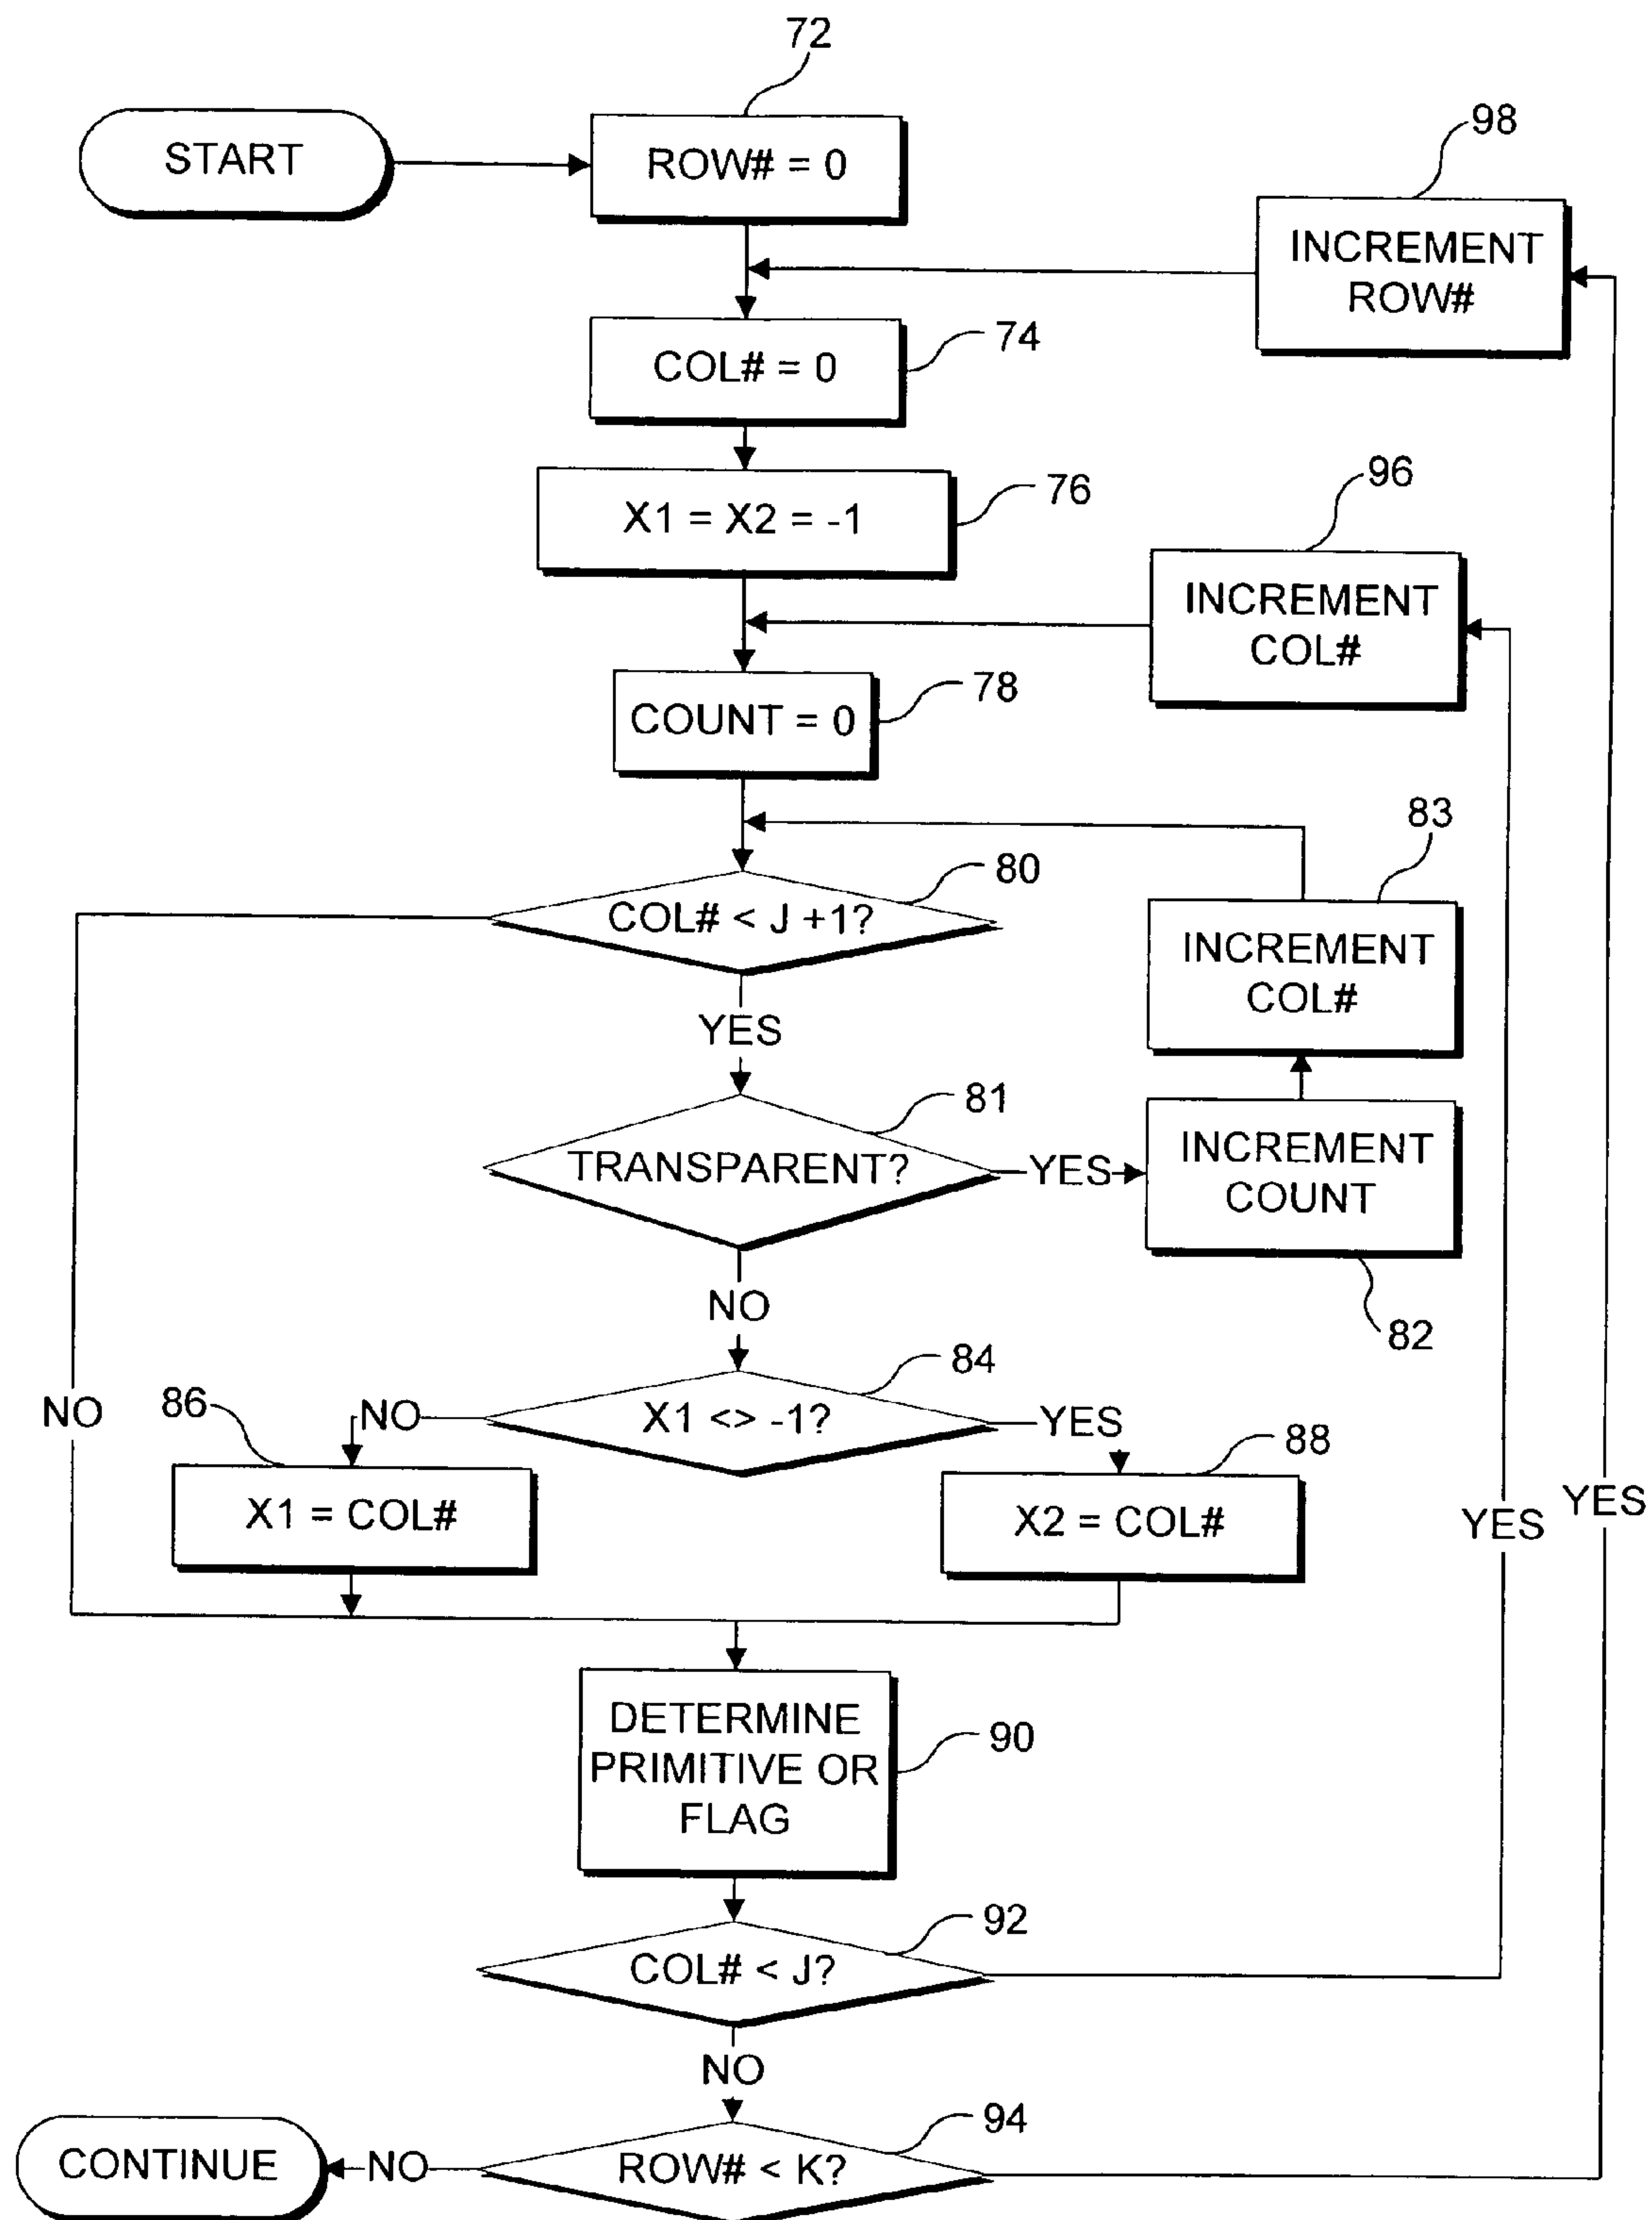 72
START
ROW# = 0
98
INCREMENT
ROW#
COL# = 0
74
X1 = X2 = -1
76
96
INCREMENT
COL#
COUNT = 0
78
83
80
COL# < J +1?
INCREMENT
COL#
YES
81
TRANSPARENT?
YES
INCREMENT
COUNT
82
NO
84
NO
86
NO
X1 <> -1?
YES
88
X1 = COL#
X2 = COL#
YES
YES
DETERMINE
PRIMITIVE OR
FLAG
90
92
COL# < J?
NO
94
CONTINUE
NO
ROW# < K?